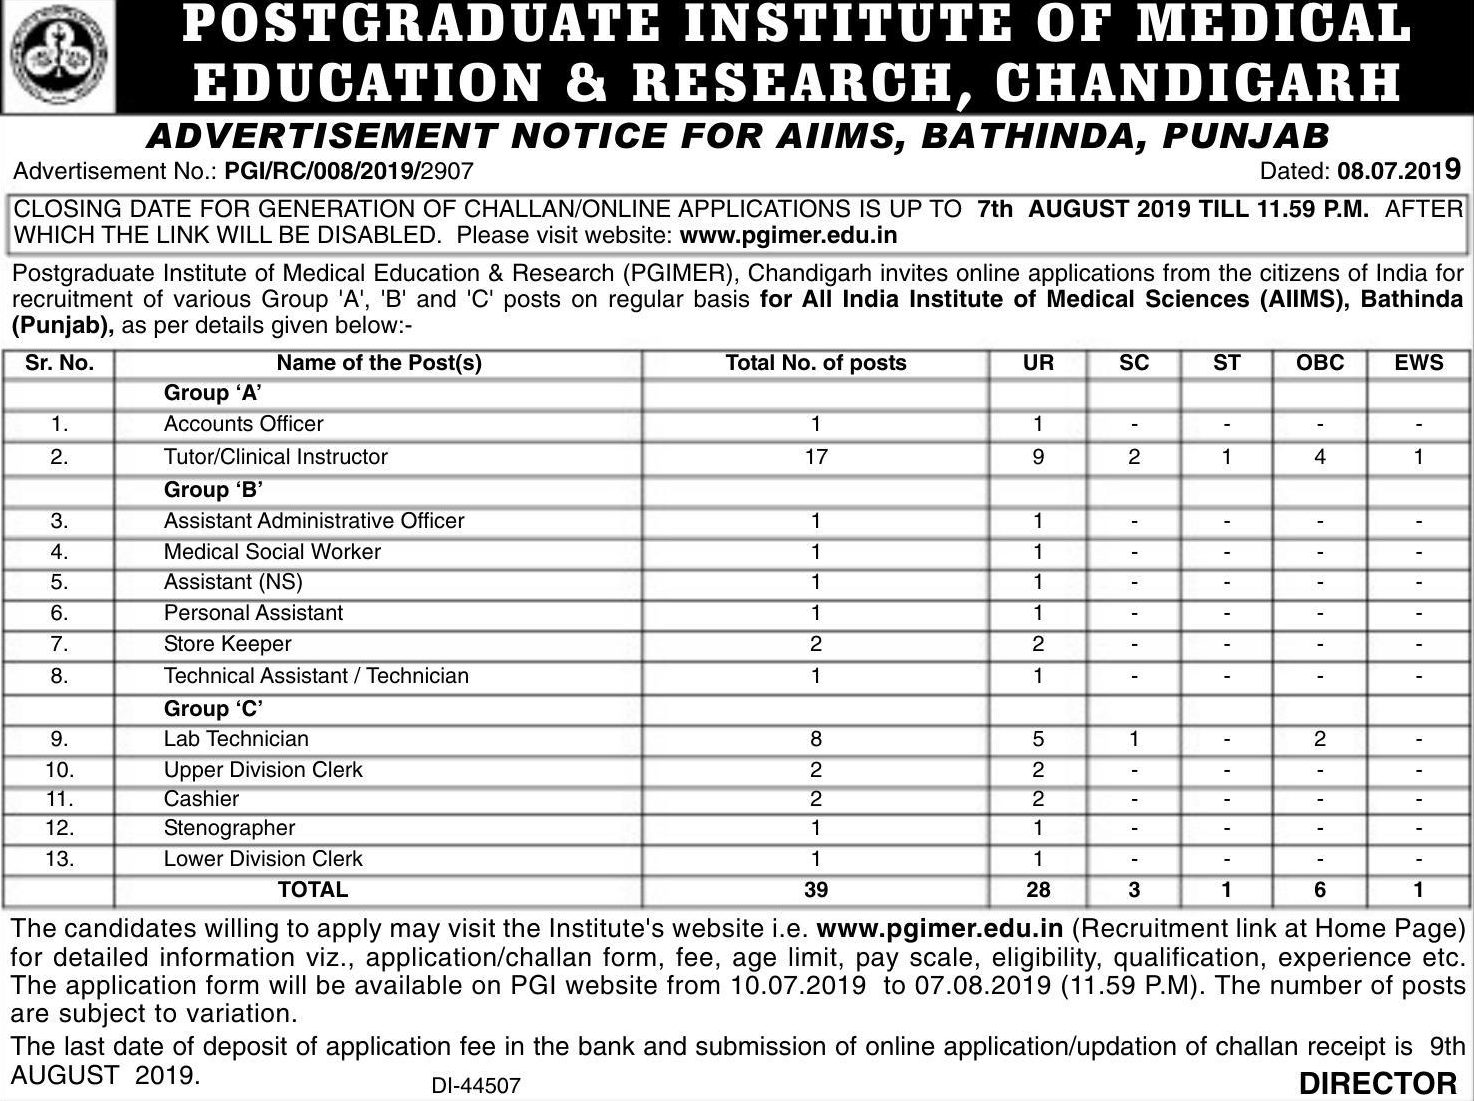 POSTGRADUATE INSTITUTE OF MEDICAL
EDUCATION & RESEARCH, CHANDIGARH
ADVERTISEMENT NOTICE FOR AIIMS, BATHINDA, PUNJAB
Advertisement No.: PGI/RC/008/2019/2907 Dated: 08.07.2019
CLOSING DATE FOR GENERATION OF CHALLAN/ONLINE APPLICATIONS IS UP TO 7th AUGUST 2019 TILL 11.59 P.M. AFTER
WHICH THE LINK WILL BE DISABLED. Please visit website: www.pgimer.edu.in
Postgraduate Institute of Medical Education & Research (PGIMER), Chandigarh invites online applications from the citizens of India for
recruitment of various Group 'A', 'B' and 'C' posts on regular basis for All India Institute of Medical Sciences (AIIMS), Bathinda
(Punjab), as per details given below:-
Sr. No. Name of the Post(s) Total No. of posts UR SC ST OBC EWS
Group ‘A’
1. Accounts Officer 1 1 - - - -
2. Tutor/Clinical Instructor 17 9 2 1 4 1
Group ‘B’
3. Assistant Administrative Officer 1 1 - - - -
4. Medical Social Worker 1 1 - - - -
5. Assistant (NS) 1 1 - - - -
6. Personal Assistant 1 1 - - - -
7. Store Keeper 2 2 - - - -
8. Technical Assistant / Technician 1 1 - - - -
Group ‘C’
9. Lab Technician 8 5 1 - 2 -
10. Upper Division Clerk 2 2 - - - -
11. Cashier 2 2 - - - -
12. Stenographer 1 1 - - - -
13. Lower Division Clerk 1 1 - - - -
TOTAL 39 28 3 1 6 1
The candidates willing to apply may visit the Institute's website i.e. www.pgimer.edu.in (Recruitment link at Home Page)
for detailed information viz., application/challan form, fee, age limit, pay scale, eligibility, qualification, experience etc.
The application form will be available on PGI website from 10.07.2019 to 07.08.2019 (11.59 P.M). The number of posts
are subject to variation.
The last date of deposit of application fee in the bank and submission of online application/updation of challan receipt is 9th
AUGUST 2019.
DI-44507 DIRECTOR